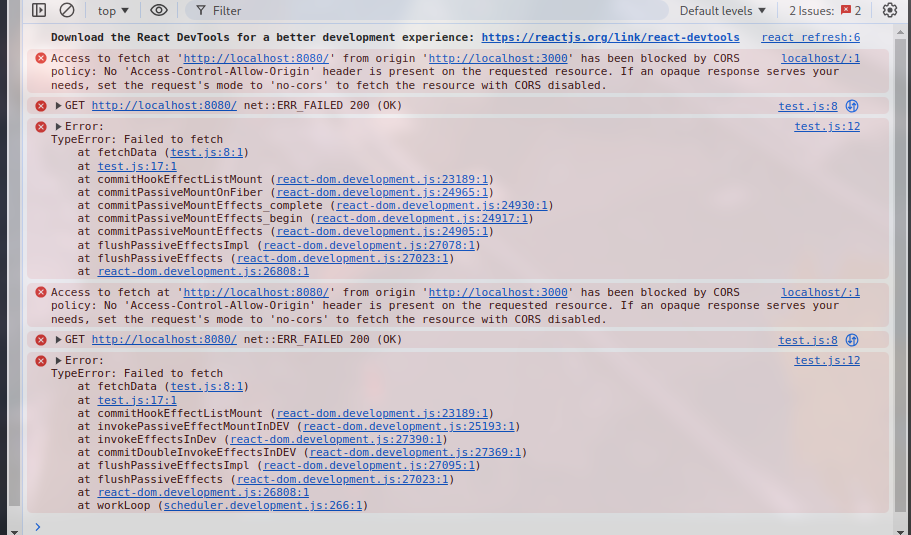 top ▼ Filter Default levels ▼ 2 Issues: 2
Download the React DevTools for a better development experience: https://reactjs.org/link/react-devtools react refresh:6
Access to fetch at 'http://localhost:8080/' from origin 'http://localhost:3000' has been blocked by CORS localhost/:1
policy: No 'Access-Control-Allow-Origin' header is present on the requested resource. If an opaque response serves your
needs, set the request's mode to 'no-cors' to fetch the resource with CORS disabled.
▶ GET http://localhost:8080/ net::ERR_FAILED 200 (OK) test.js:8
▶ Error: test.js:12
TypeError: Failed to fetch
at fetchData (test.js:8:1)
at test.js:17:1
at commitHookEffectListMount (react-dom.development.js:23189:1)
at commitPassiveMountOnFiber (react-dom.development.js:24965:1)
at commitPassiveMountEffects_complete (react-dom.development.js:24930:1)
at commitPassiveMountEffects_begin (react-dom.development.js:24917:1)
at commitPassiveMountEffects (react-dom.development.js:24905:1)
at flushPassiveEffectsImpl (react-dom.development.js:27078:1)
at flushPassiveEffects (react-dom.development.js:27023:1)
at react-dom.development.js:26808:1
Access to fetch at 'http://localhost:8080/' from origin 'http://localhost:3000' has been blocked by CORS localhost/:1
policy: No 'Access-Control-Allow-Origin' header is present on the requested resource. If an opaque response serves your
needs, set the request's mode to 'no-cors' to fetch the resource with CORS disabled.
▶ GET http://localhost:8080/ net::ERR_FAILED 200 (OK) test.js:8
▶ Error: test.js:12
TypeError: Failed to fetch
at fetchData (test.js:8:1)
at test.js:17:1
at commitHookEffectListMount (react-dom.development.js:23189:1)
at invokePassiveEffectMountInDEV (react-dom.development.js:25193:1)
at invokeEffectsInDev (react-dom.development.js:27390:1)
at commitDoubleInvokeEffectsInDEV (react-dom.development.js:27369:1)
at flushPassiveEffectsImpl (react-dom.development.js:27095:1)
at flushPassiveEffects (react-dom.development.js:27023:1)
at react-dom.development.js:26808:1
at workLoop (scheduler.development.js:266:1)